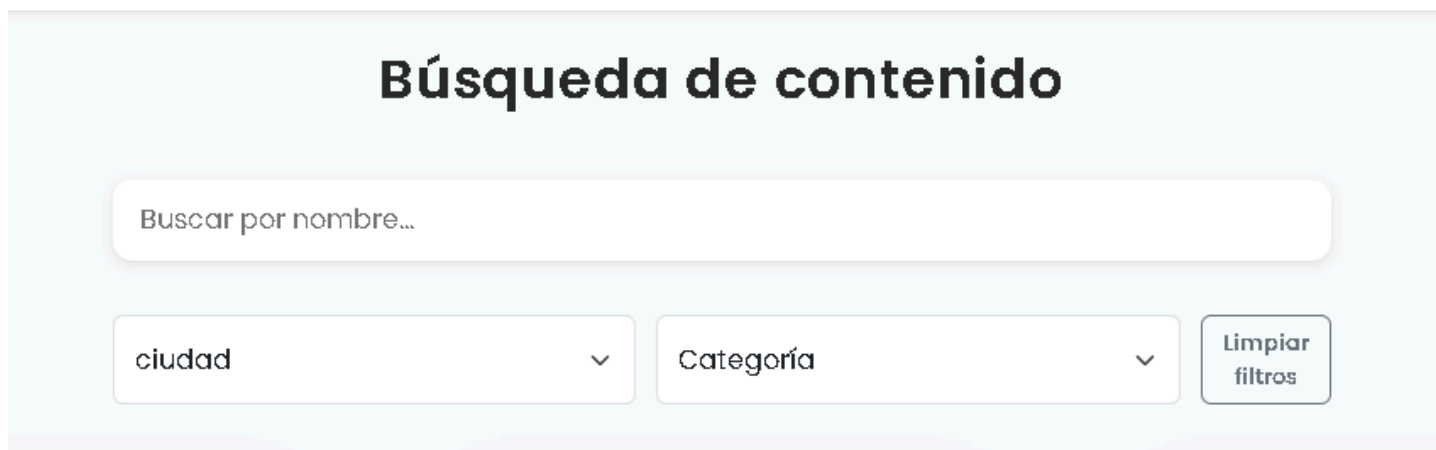 Búsqueda de contenido
Buscar por nombre...
ciudad
Categoría
Limpiar
filtros